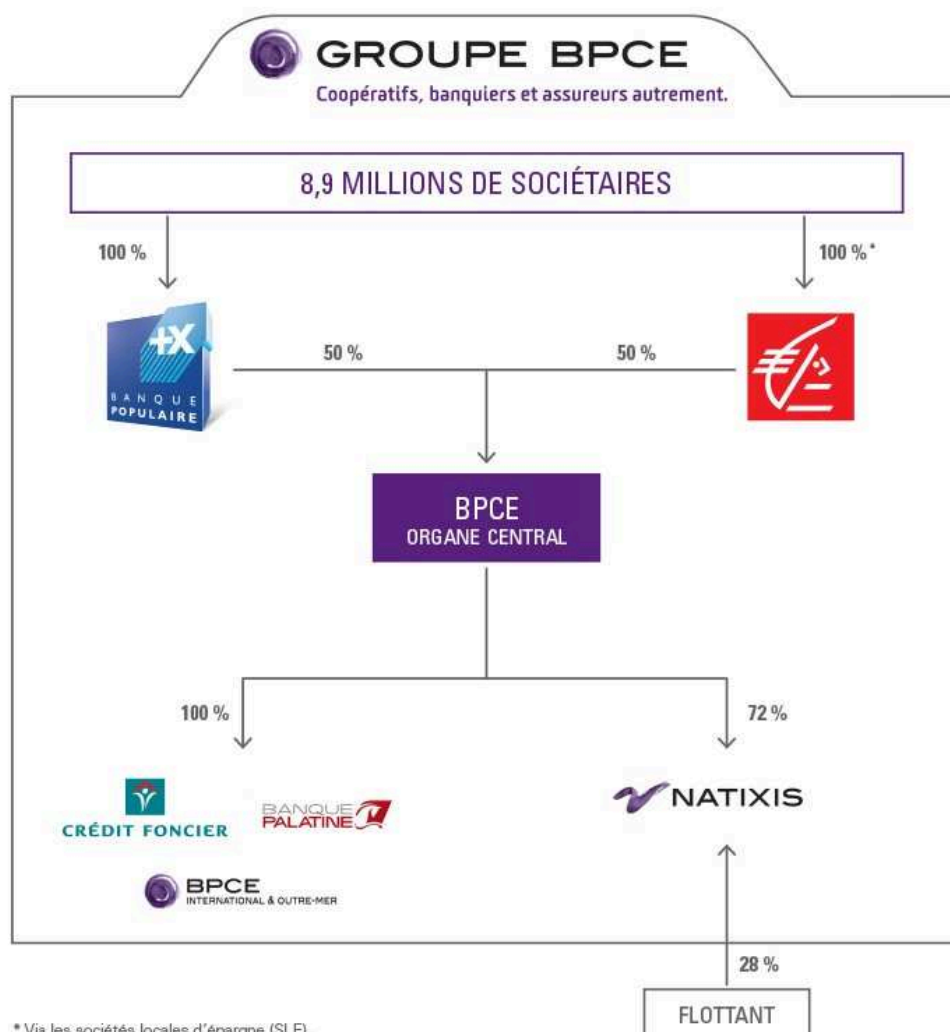 GROUPE BPCE
Coopératifs, banquiers et assureurs autrement.
8,9 MILLIONS DE SOCIÉTAIRES
100 %
100 % *
+X
BANQUE
POPULAIRE
50 %
50 %
BPCE
ORGANE CENTRAL
100 %
72 %
CRÉDIT FONCIER
BANQUE
PALATINE
NATIXIS
BPCE
INTERNATIONAL & OUTRE-MER
28 %
FLOTTANT
* Via les sociétés locales d'épargne (SLE)